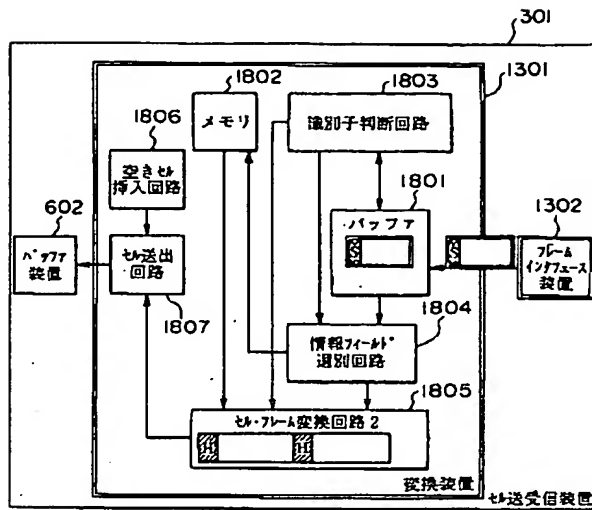 301
1301
1802
1803
メモリ
識別子判断回路
1806
空きセル
挿入回路
1801
バッファ
S
S
602
バッファ
装置
1302
フレーム
インタフェース
装置
セル送出
回路
1807
1804
情報フィールド
選別回路
1805
セル・フレーム変換回路2
H
H
変換装置
セル送受信装置